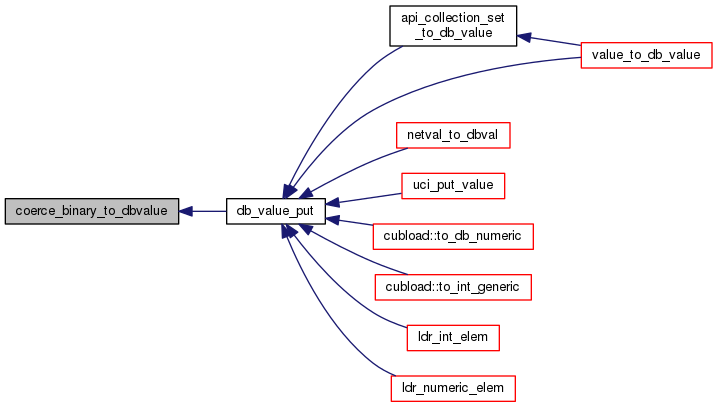 api_collection_set
_to_db_value
value_to_db_value
netval_to_dbval
uci_put_value
coerce_binary_to_dbvalue
db_value_put
cubload::to_db_numeric
cubload::to_int_generic
ldr_int_elem
ldr_numeric_elem